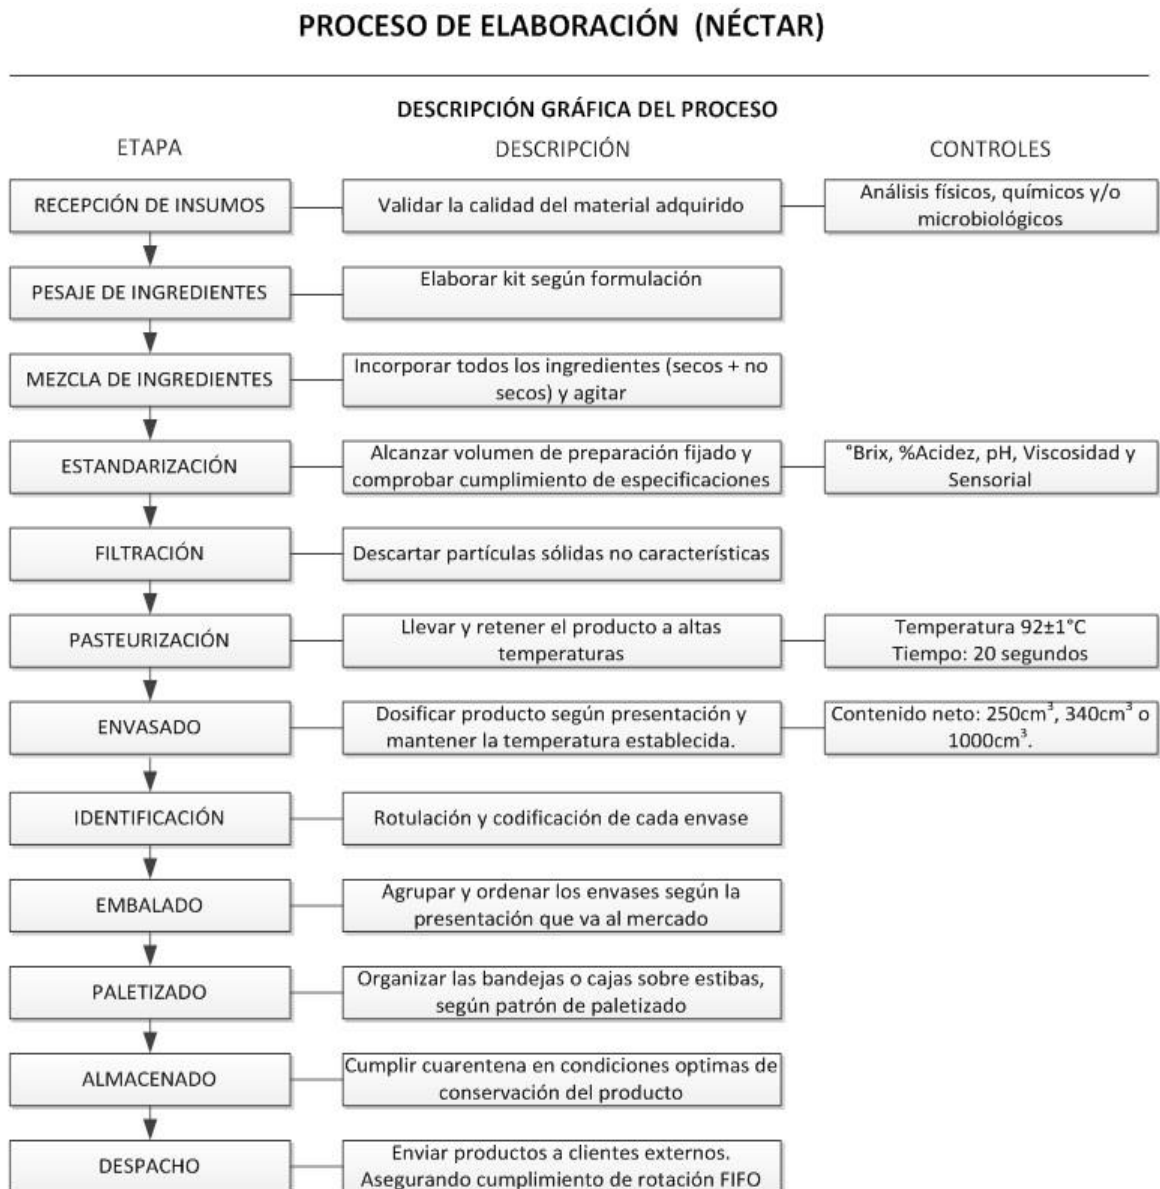 PROCESO DE ELABORACIÓN (NÉCTAR)
DESCRIPCIÓN GRÁFICA DEL PROCESO
ETAPA
DESCRIPCIÓN
CONTROLES
RECEPCIÓN DE INSUMOS
Validar la calidad del material adquirido
Análisis físicos, químicos y/o
microbiológicos
PESAJE DE INGREDIENTES
Elaborar kit según formulación
MEZCLA DE INGREDIENTES
Incorporar todos los ingredientes (secos + no
secos) y agitar
ESTANDARIZACIÓN
Alcanzar volumen de preparación fijado y
comprobar cumplimiento de especificaciones
°Brix, %Acidez, pH, Viscosidad y
Sensorial
FILTRACIÓN
Descartar partículas sólidas no características
PASTEURIZACIÓN
Llevar y retener el producto a altas
temperaturas
Temperatura 92±1°C
Tiempo: 20 segundos
ENVASADO
Dosificar producto según presentación y
mantener la temperatura establecida.
Contenido neto: 250cm³, 340cm³ o
1000cm³.
IDENTIFICACIÓN
Rotulación y codificación de cada envase
EMBALADO
Agrupar y ordenar los envases según la
presentación que va al mercado
PALETIZADO
Organizar las bandejas o cajas sobre estibas,
según patrón de paletizado
ALMACENADO
Cumplir cuarentena en condiciones optimas de
conservación del producto
DESPACHO
Enviar productos a clientes externos.
Asegurando cumplimiento de rotación FIFO